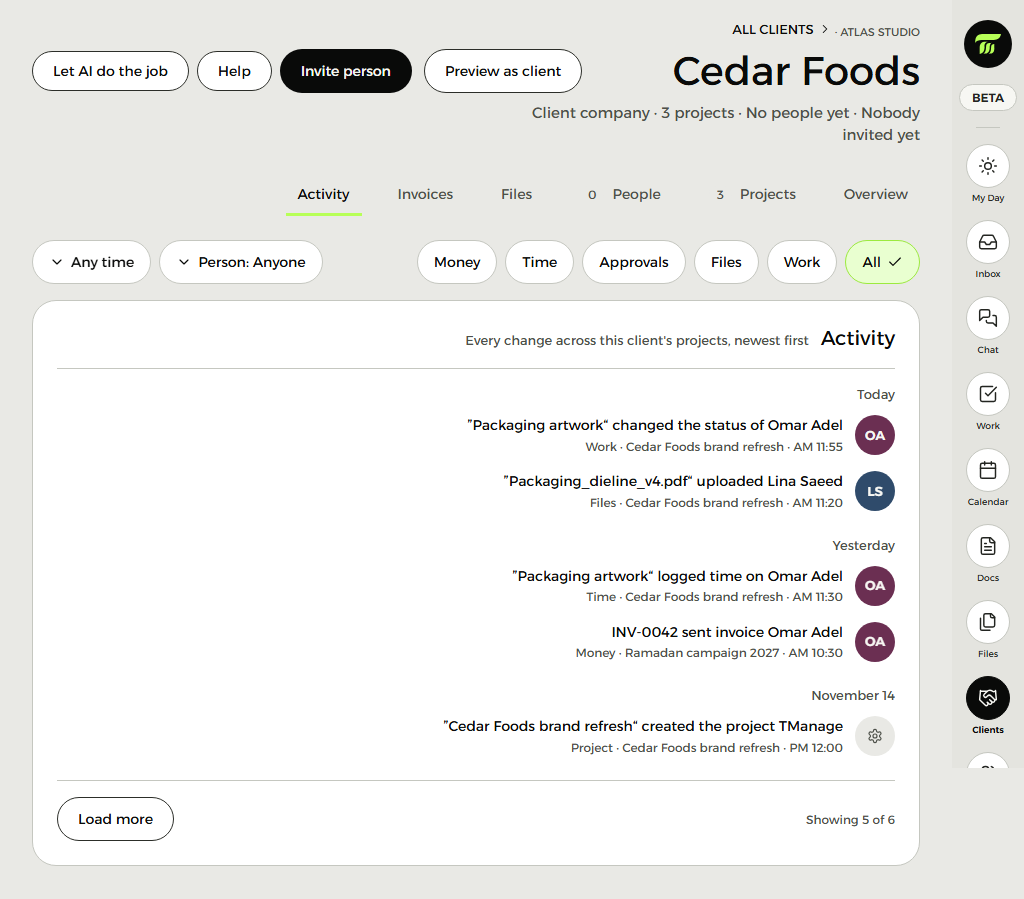 ALL CLIENTS > · ATLAS STUDIO
Cedar Foods
Client company · 3 projects · No people yet · Nobody
invited yet
Preview as client
Invite person
Help
Let AI do the job
Overview
Projects 3
People 0
Files
Invoices
Activity
All
Work
Files
Approvals
Time
Money
Person: Anyone
Any time
Activity
Every change across this client's projects, newest first
Today
OA
"Packaging artwork" changed the status of Omar Adel
Work · Cedar Foods brand refresh · AM 11:55
LS
"Packaging_dieline_v4.pdf" uploaded Lina Saeed
Files · Cedar Foods brand refresh · AM 11:20
Yesterday
OA
"Packaging artwork" logged time on Omar Adel
Time · Cedar Foods brand refresh · AM 11:30
OA
INV-0042 sent invoice Omar Adel
Money · Ramadan campaign 2027 · AM 10:30
November 14
"Cedar Foods brand refresh" created the project TManage
Project · Cedar Foods brand refresh · PM 12:00
Showing 5 of 6
Load more
BETA
My Day
Inbox
Chat
Work
Calendar
Docs
Files
Clients